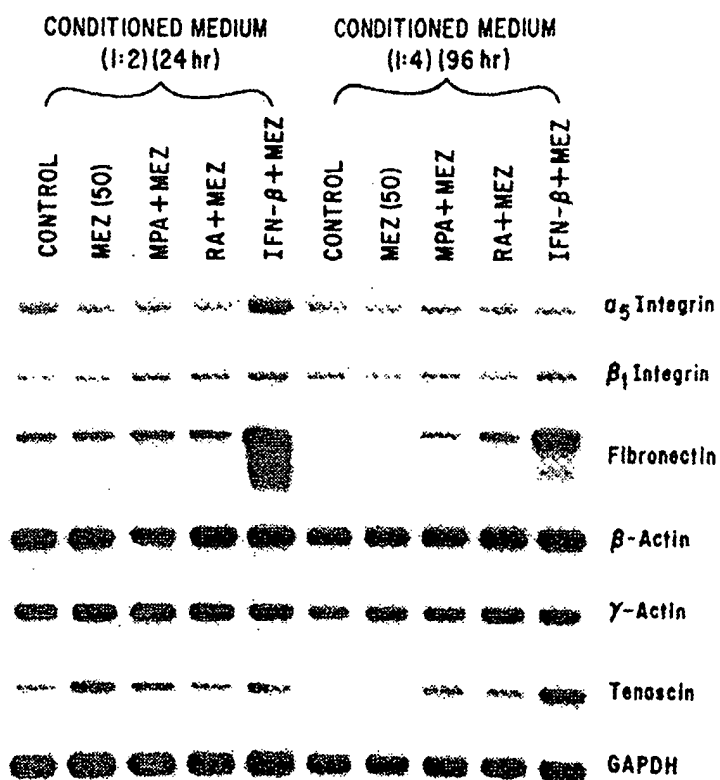 CONDITIONED MEDIUM
(1:2) (24 hr)
CONDITIONED MEDIUM
(1:4) (96 hr)
CONTROL
MEZ (50)
MPA+MEZ
RA+MEZ
IFN-β+MEZ
CONTROL
MEZ (50)
MPA+MEZ
RA+MEZ
IFN-β+MEZ
α5 Integrin
β1 Integrin
Fibronectin
β-Actin
γ-Actin
Tenascin
GAPDH